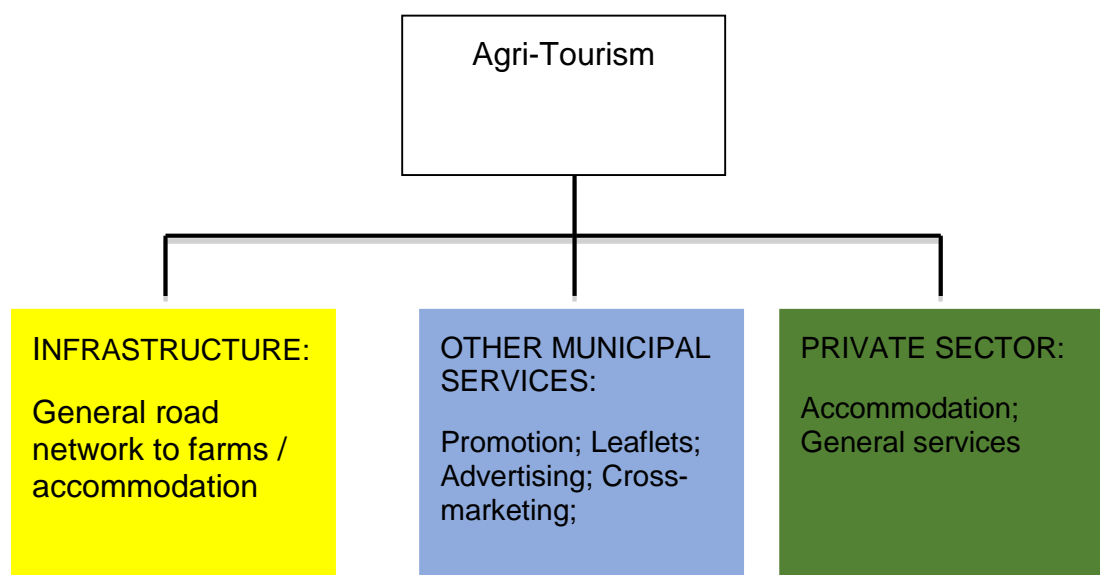 Agri-Tourism
INFRASTRUCTURE:
General road
network to farms /
accommodation
OTHER MUNICIPAL
SERVICES:
Promotion; Leaflets;
Advertising; Cross-
marketing;
PRIVATE SECTOR:
Accommodation;
General services